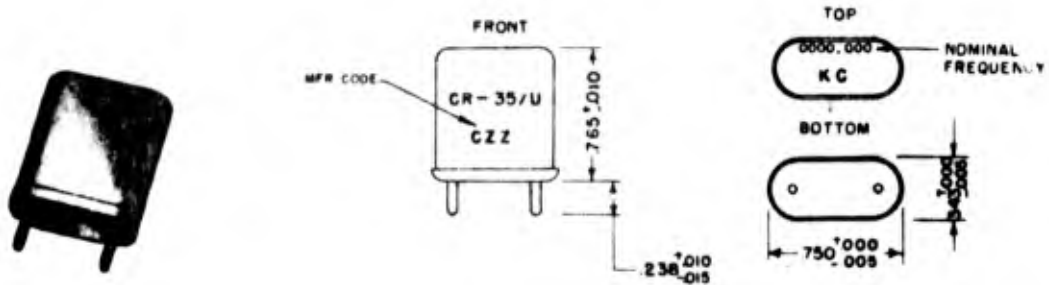 FRONT
MFR CODE
CR-35/U
CZZ
.765 ±.010
.238 +.010 -.015
TOP
0000.000
KC
NOMINAL
FREQUENCY
BOTTOM
.750 +.000 -.005